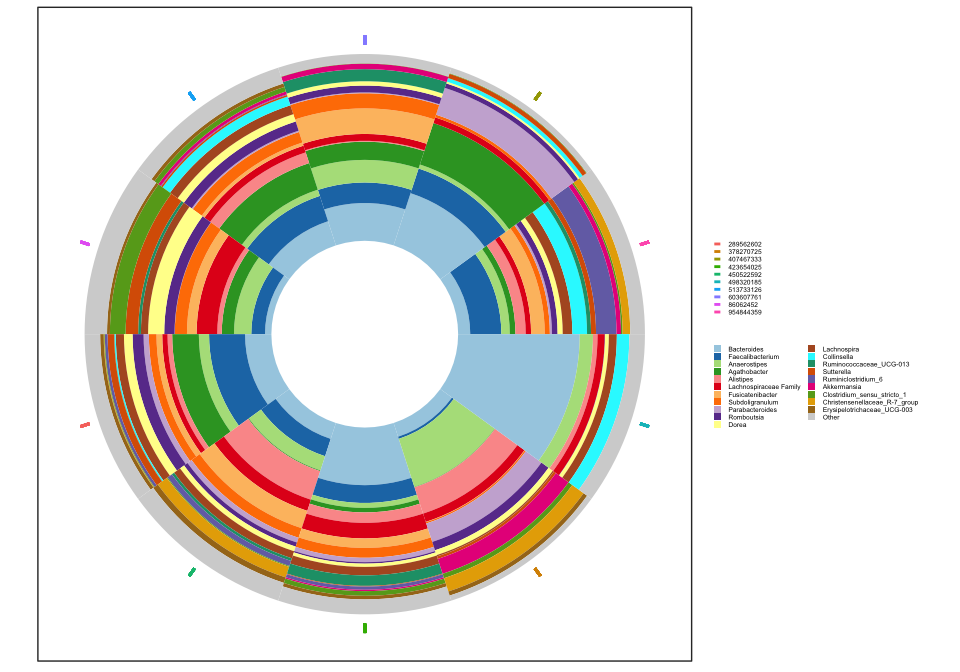 289562602
378270725
407467333
423654025
450522592
498320185
513733126
603607761
86062452
954844359
Bacteroides
Faecalibacterium
Anaerostipes
Agathobacter
Alistipes
Lachnospiraceae Family
Fusicatenibacter
Subdoligranulum
Parabacteroides
Romboutsia
Dorea
Lachnospira
Collinsella
Ruminococcaceae_UCG-013
Sutterella
Ruminiclostridium_6
Akkermansia
Clostridium_sensu_stricto_1
Christensenellaceae_R-7_group
Erysipelotrichaceae_UCG-003
Other